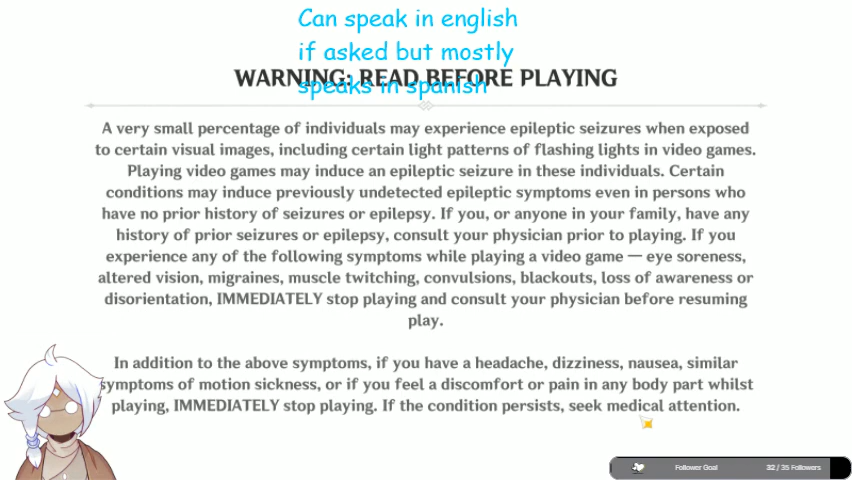 Can speak in english
if asked but mostly
speaks in spanish
WARNING: READ BEFORE PLAYING
A very small percentage of individuals may experience epileptic seizures when exposed
to certain visual images, including certain light patterns of flashing lights in video games.
Playing video games may induce an epileptic seizure in these individuals. Certain
conditions may induce previously undetected epileptic symptoms even in persons who
have no prior history of seizures or epilepsy. If you, or anyone in your family, have any
history of prior seizures or epilepsy, consult your physician prior to playing. If you
experience any of the following symptoms while playing a video game — eye soreness,
altered vision, migraines, muscle twitching, convulsions, blackouts, loss of awareness or
disorientation, IMMEDIATELY stop playing and consult your physician before resuming
play.
In addition to the above symptoms, if you have a headache, dizziness, nausea, similar
symptoms of motion sickness, or if you feel a discomfort or pain in any body part whilst
playing, IMMEDIATELY stop playing. If the condition persists, seek medical attention.
Follower Goal 32 / 35 Followers